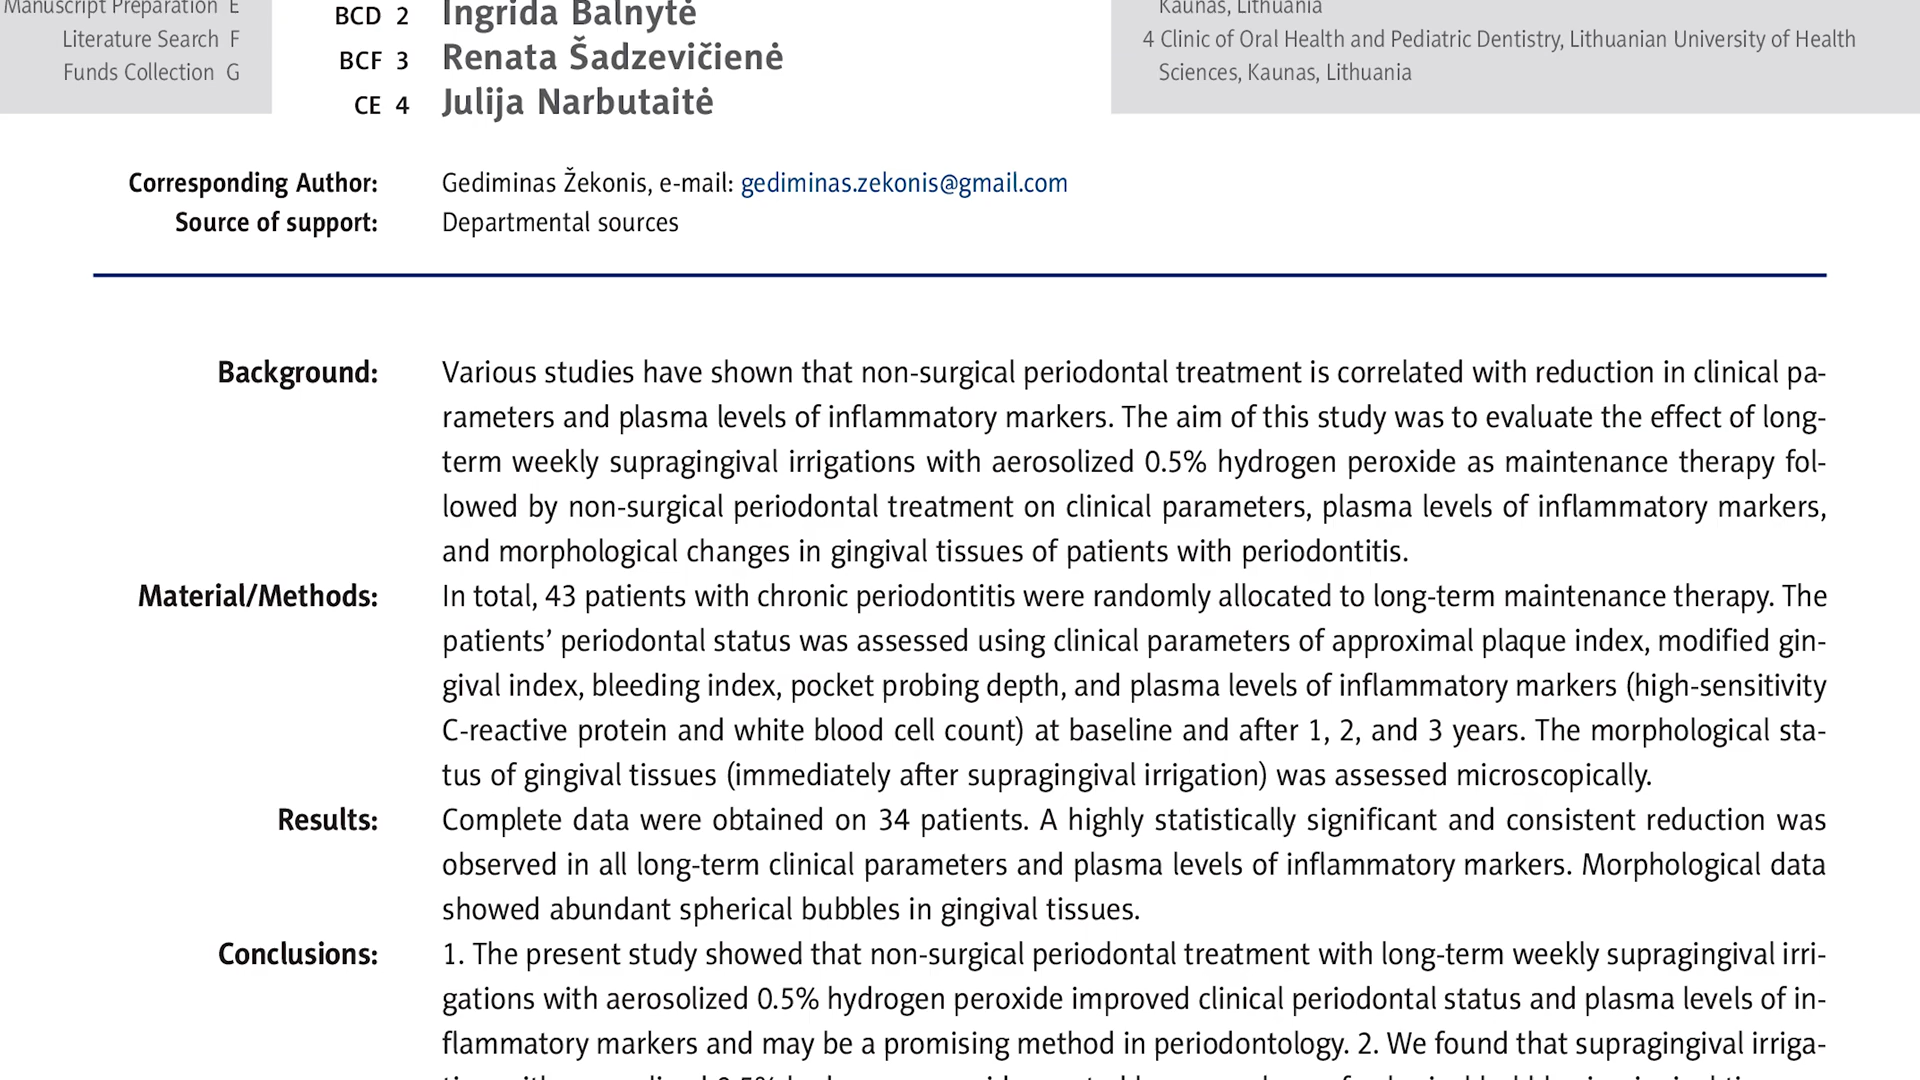 Manuscript Preparation E
Literature Search F
Funds Collection G
BCD 2 Ingrida Balnytė
BCF 3 Renata Šadzevičienė
CE 4 Julija Narbutaitė
Kaunas, Lithuania
4 Clinic of Oral Health and Pediatric Dentistry, Lithuanian University of Health
Sciences, Kaunas, Lithuania
Corresponding Author: Gediminas Žekonis, e-mail: gediminas.zekonis@gmail.com
Source of support: Departmental sources
Background: Various studies have shown that non-surgical periodontal treatment is correlated with reduction in clinical pa-
rameters and plasma levels of inflammatory markers. The aim of this study was to evaluate the effect of long-
term weekly supragingival irrigations with aerosolized 0.5% hydrogen peroxide as maintenance therapy fol-
lowed by non-surgical periodontal treatment on clinical parameters, plasma levels of inflammatory markers,
and morphological changes in gingival tissues of patients with periodontitis.
Material/Methods: In total, 43 patients with chronic periodontitis were randomly allocated to long-term maintenance therapy. The
patients’ periodontal status was assessed using clinical parameters of approximal plaque index, modified gin-
gival index, bleeding index, pocket probing depth, and plasma levels of inflammatory markers (high-sensitivity
C-reactive protein and white blood cell count) at baseline and after 1, 2, and 3 years. The morphological sta-
tus of gingival tissues (immediately after supragingival irrigation) was assessed microscopically.
Results: Complete data were obtained on 34 patients. A highly statistically significant and consistent reduction was
observed in all long-term clinical parameters and plasma levels of inflammatory markers. Morphological data
showed abundant spherical bubbles in gingival tissues.
Conclusions: 1. The present study showed that non-surgical periodontal treatment with long-term weekly supragingival irri-
gations with aerosolized 0.5% hydrogen peroxide improved clinical periodontal status and plasma levels of in-
flammatory markers and may be a promising method in periodontology. 2. We found that supragingival irriga-